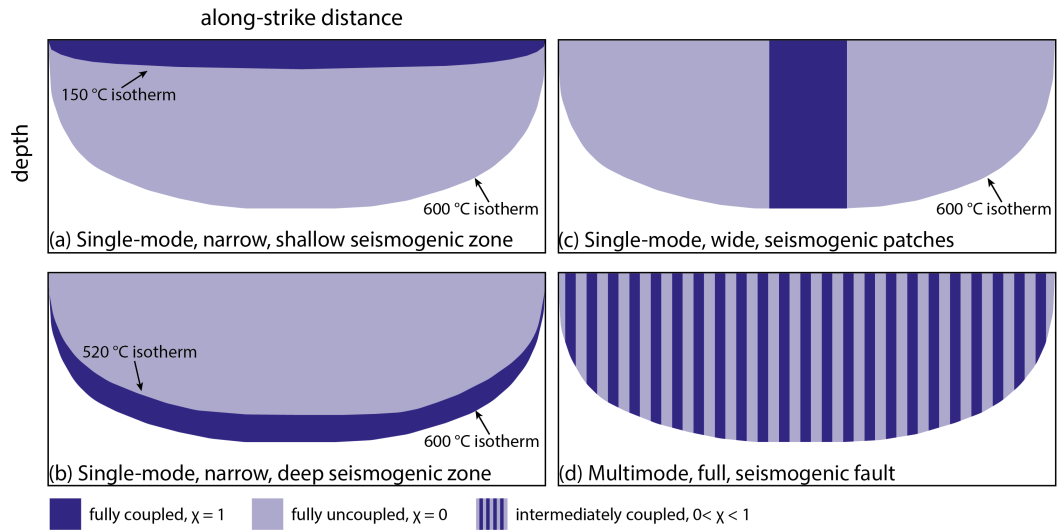 along-strike distance
depth
150 °C isotherm
600 °C isotherm
(a) Single-mode, narrow, shallow seismogenic zone
600 °C isotherm
(c) Single-mode, wide, seismogenic patches
520 °C isotherm
600 °C isotherm
(b) Single-mode, narrow, deep seismogenic zone
(d) Multimode, full, seismogenic fault
fully coupled, χ = 1
fully uncoupled, χ = 0
intermediately coupled, 0< χ < 1